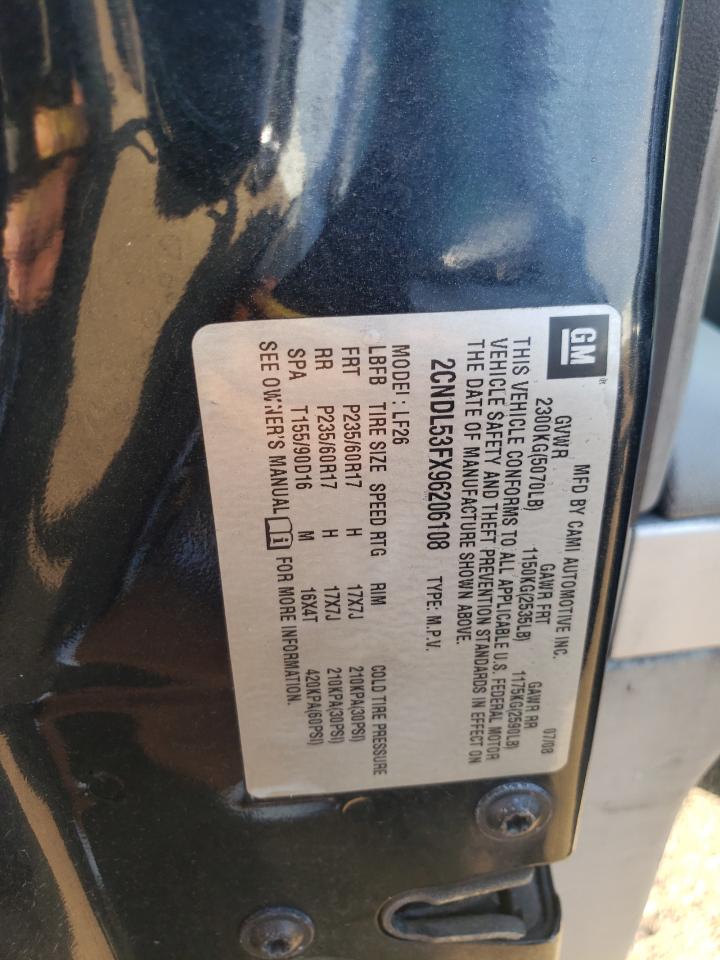 GM
MFD BY CAMI AUTOMOTIVE INC. 07/08
GVWR GAWR FRT GAWR RR
2300KG(5070LB) 1150KG(2535LB) 1175KG(2590LB)
THIS VEHICLE CONFORMS TO ALL APPLICABLE U.S. FEDERAL MOTOR
VEHICLE SAFETY AND THEFT PREVENTION STANDARDS IN EFFECT ON
THE DATE OF MANUFACTURE SHOWN ABOVE.
2CNDL53FX96206108 TYPE: M.P.V.
MODEL: LF26
LBFB TIRE SIZE SPEED RTG RIM COLD TIRE PRESSURE
FRT P235/60R17 H 17X7J 210KPA(30PSI)
RR P235/60R17 H 17X7J 210KPA(30PSI)
SPA T155/90D16 M 16X4T 420KPA(60PSI)
SEE OWNER'S MANUAL i FOR MORE INFORMATION.